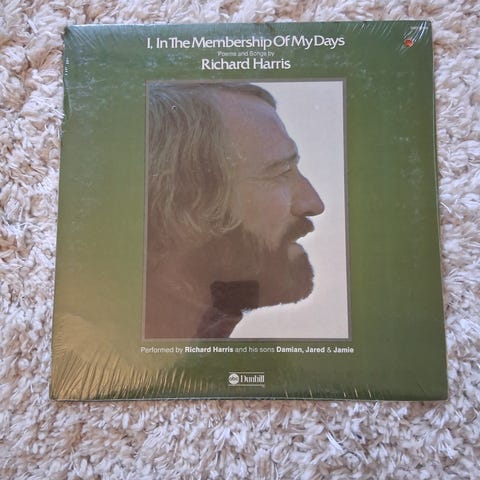 I, In The Membership Of My Days
Poems and Songs by
Richard Harris
Performed by Richard Harris and his sons Damian, Jared & Jamie
abc Dunhill